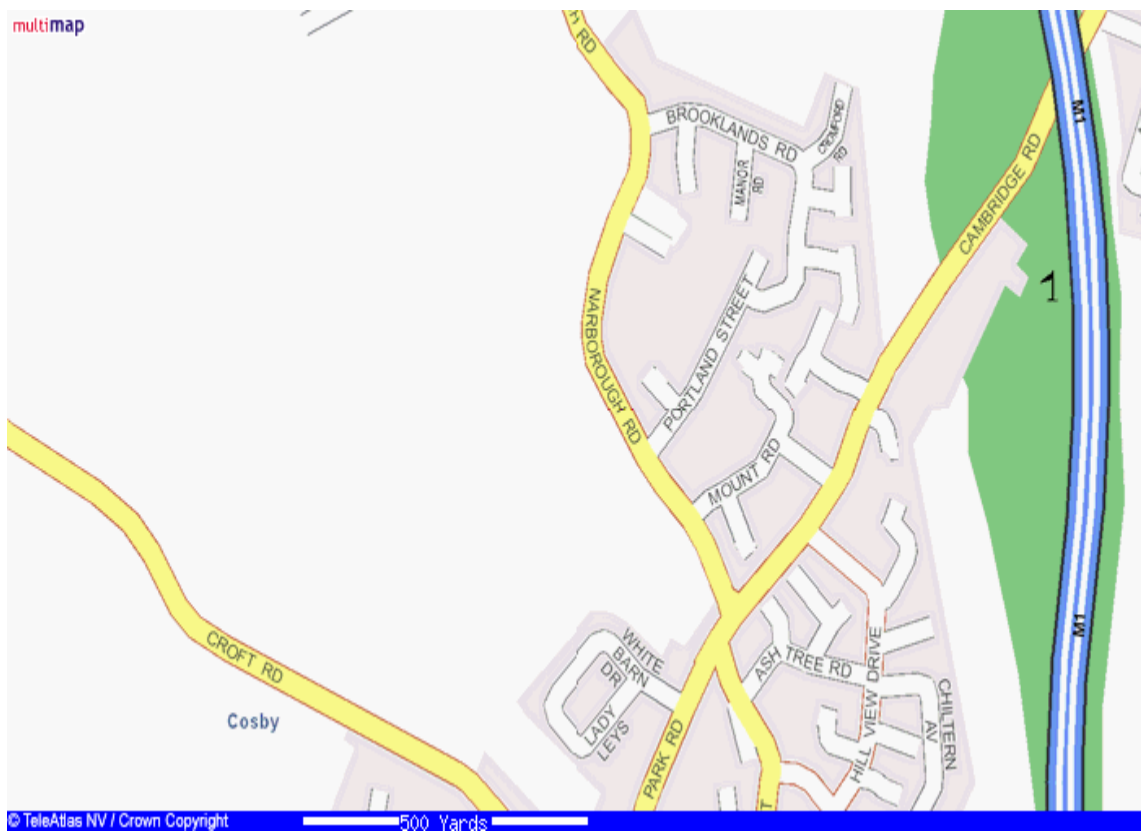 multimap
H RD
M1
BROOKLANDS RD
CROMFORD
RD
MANOR
RD
CAMBRIDGE RD
1
NARBOROUGH RD
PORTLAND STREET
MOUNT RD
M1
CROFT RD
WHITE
BARN
DR
LADY
LEYS
ASH TREE RD
HILL VIEW DRIVE
CHILTERN
AV
Cosby
PARK RD
T
© TeleAtlas NV / Crown Copyright
500 Yards